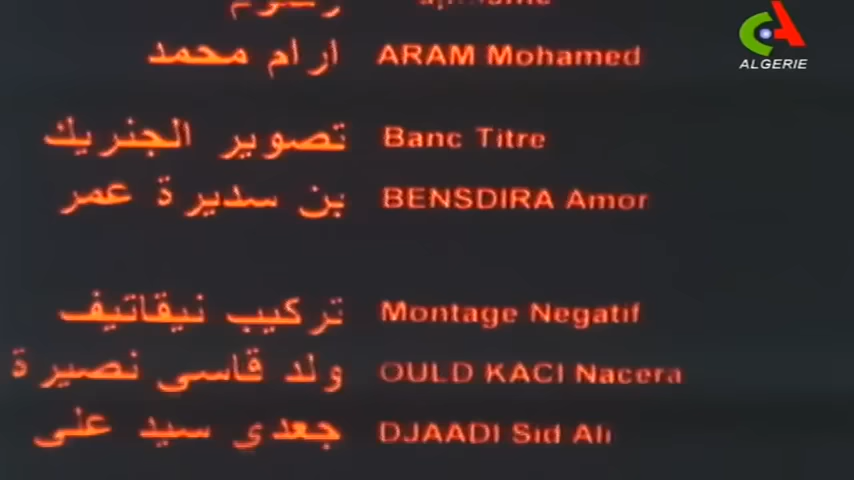 ارام محمد ARAM Mohamed
تصوير الجنريك Banc Titre
بن سديرة عمر BENSDIRA Amor
تركيب نيقاتيف Montage Negatif
ولد قاسى نصيرة OULD KACI Nacera
جعدى سيد على DJAADI Sid Ali
ALGERIE